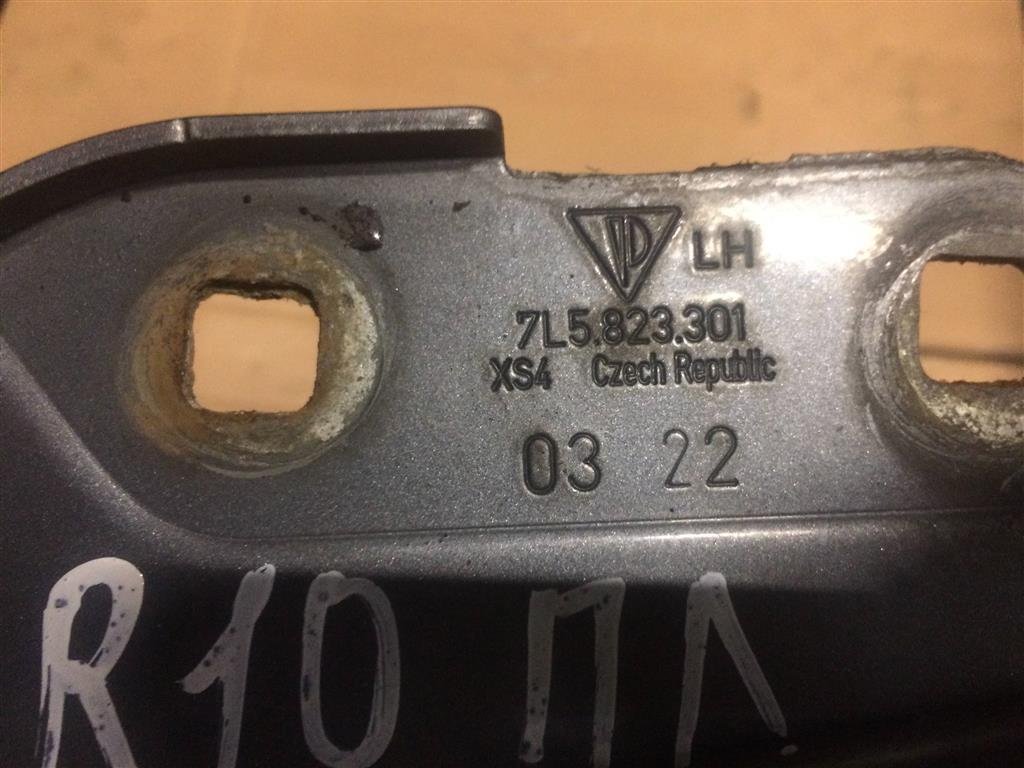 LH
7L5.823.301
XS4 Czech Republic
03 22
R10 ПЛ